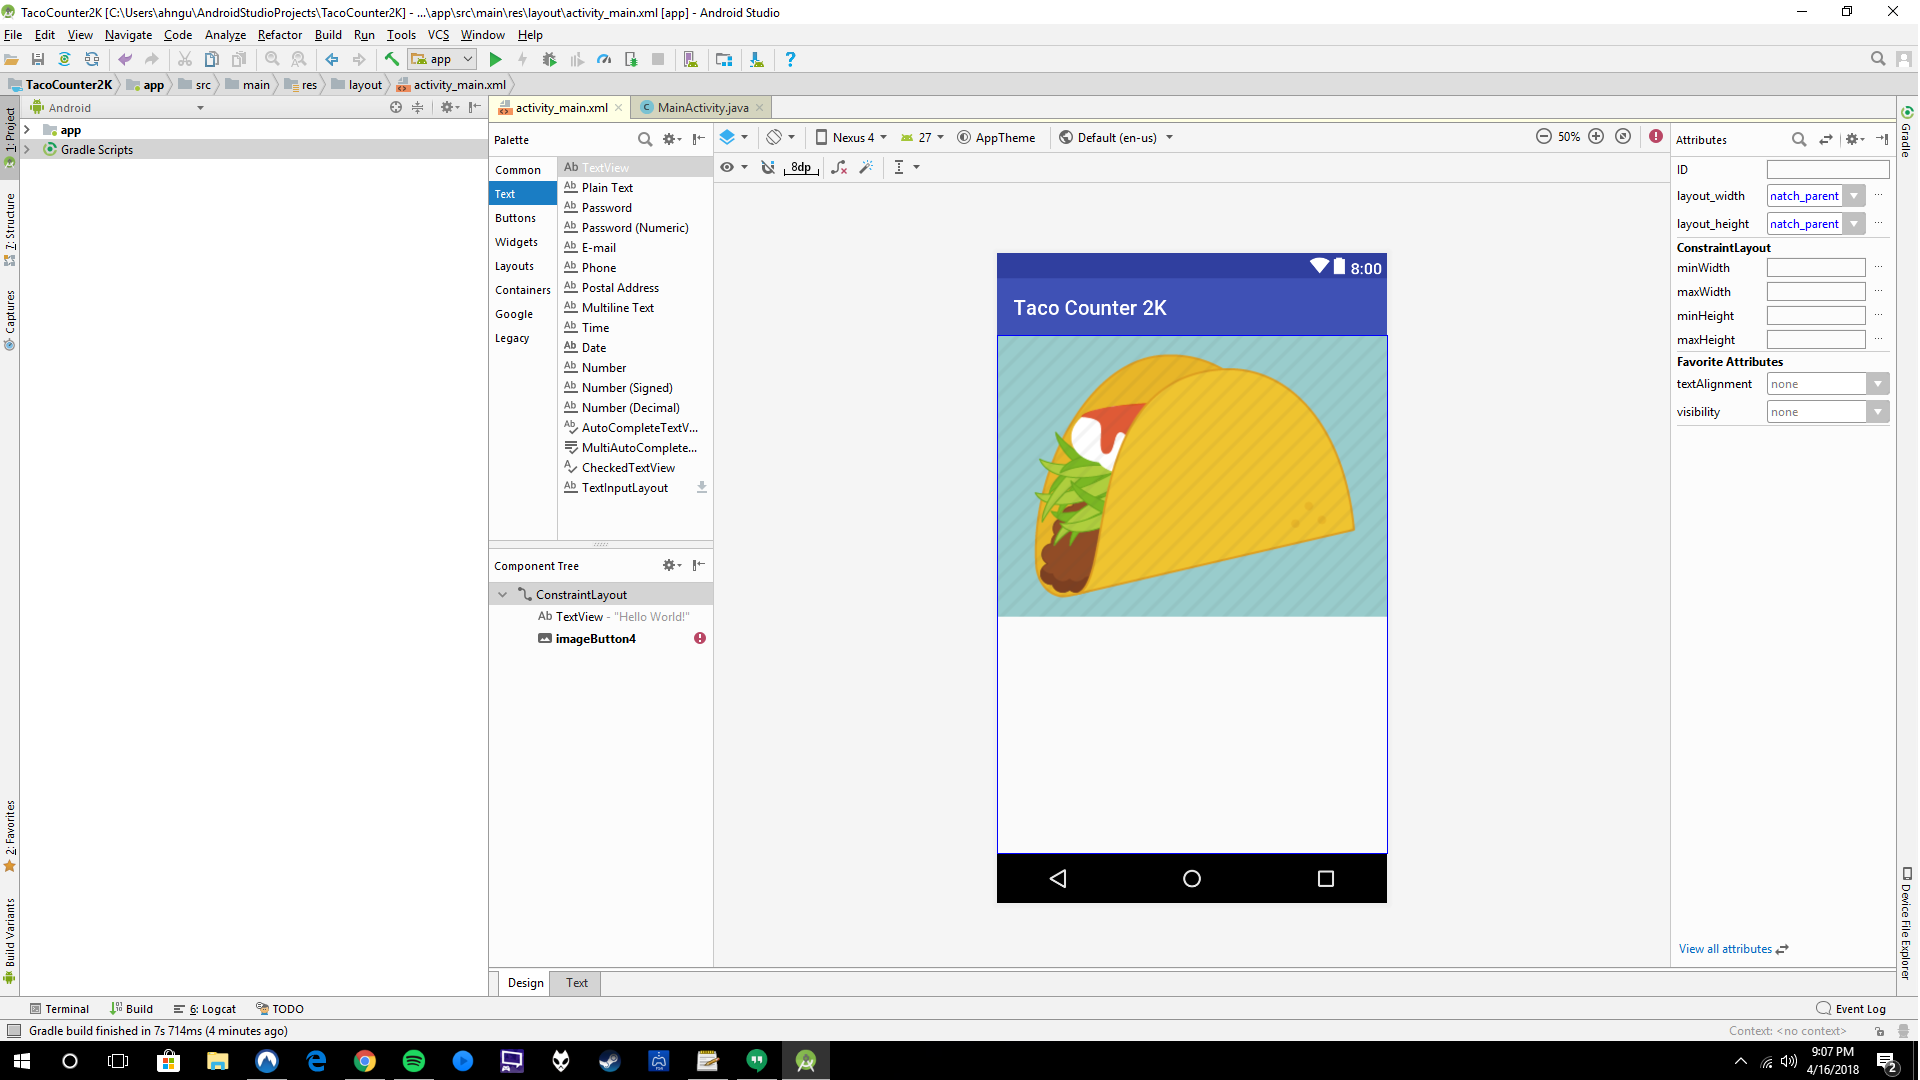 TacoCounter2K [C:\Users\ahngu\AndroidStudioProjects\TacoCounter2K] - ...\app\src\main\res\layout\activity_main.xml [app] - Android Studio
File Edit View Navigate Code Analyze Refactor Build Run Tools VCS Window Help
app
TacoCounter2K app src main res layout activity_main.xml
1: Project
7: Structure
Captures
2: Favorites
Build Variants
Android
app
Gradle Scripts
activity_main.xml MainActivity.java
Palette
Common
Text
Buttons
Widgets
Layouts
Containers
Google
Legacy
Ab TextView
Ab Plain Text
Ab Password
Ab Password (Numeric)
Ab E-mail
Ab Phone
Ab Postal Address
Ab Multiline Text
Ab Time
Ab Date
Ab Number
Ab Number (Signed)
Ab Number (Decimal)
Ab AutoCompleteTextV...
MultiAutoComplete...
A CheckedTextView
Ab TextInputLayout
Component Tree
ConstraintLayout
Ab TextView - "Hello World!"
imageButton4
Nexus 4 27 AppTheme Default (en-us) 50%
8dp
8:00
Taco Counter 2K
Design Text
Attributes
ID
layout_width natch_parent ...
layout_height natch_parent ...
ConstraintLayout
minWidth ...
maxWidth ...
minHeight ...
maxHeight ...
Favorite Attributes
textAlignment none
visibility none
View all attributes
Gradle
Device File Explorer
Terminal Build 6: Logcat TODO Event Log
Gradle build finished in 7s 714ms (4 minutes ago) Context: <no context>
9:07 PM
4/16/2018
2